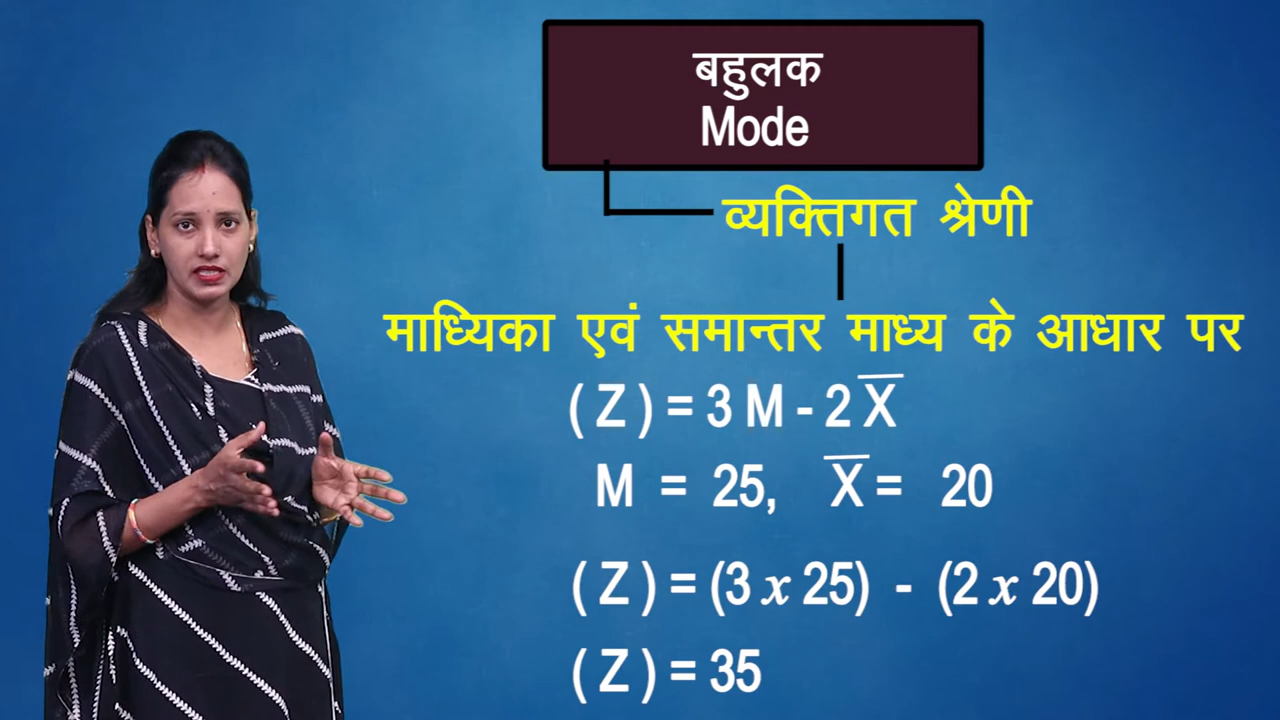 बहुलक
Mode
व्यक्तिगत श्रेणी
माध्यिका एवं समान्तर माध्य के आधार पर
( Z ) = 3 M - 2 X̅
M = 25, X̅ = 20
( Z ) = (3 x 25) - (2 x 20)
( Z ) = 35